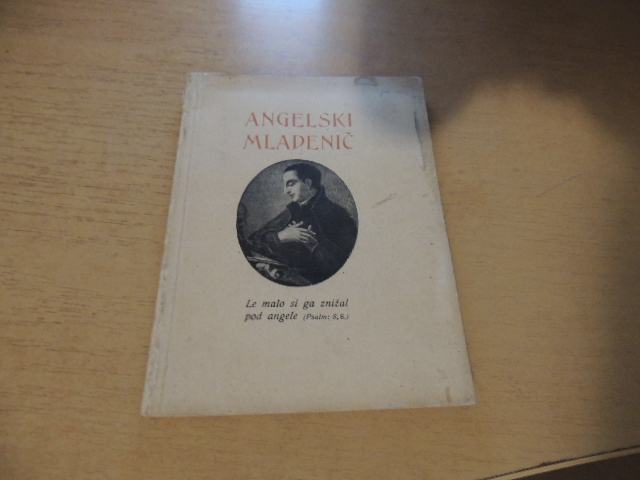 ANGELSKI
MLADENIČ
Le malo si ga znižal
pod angele (Psalm: 8, 6.)